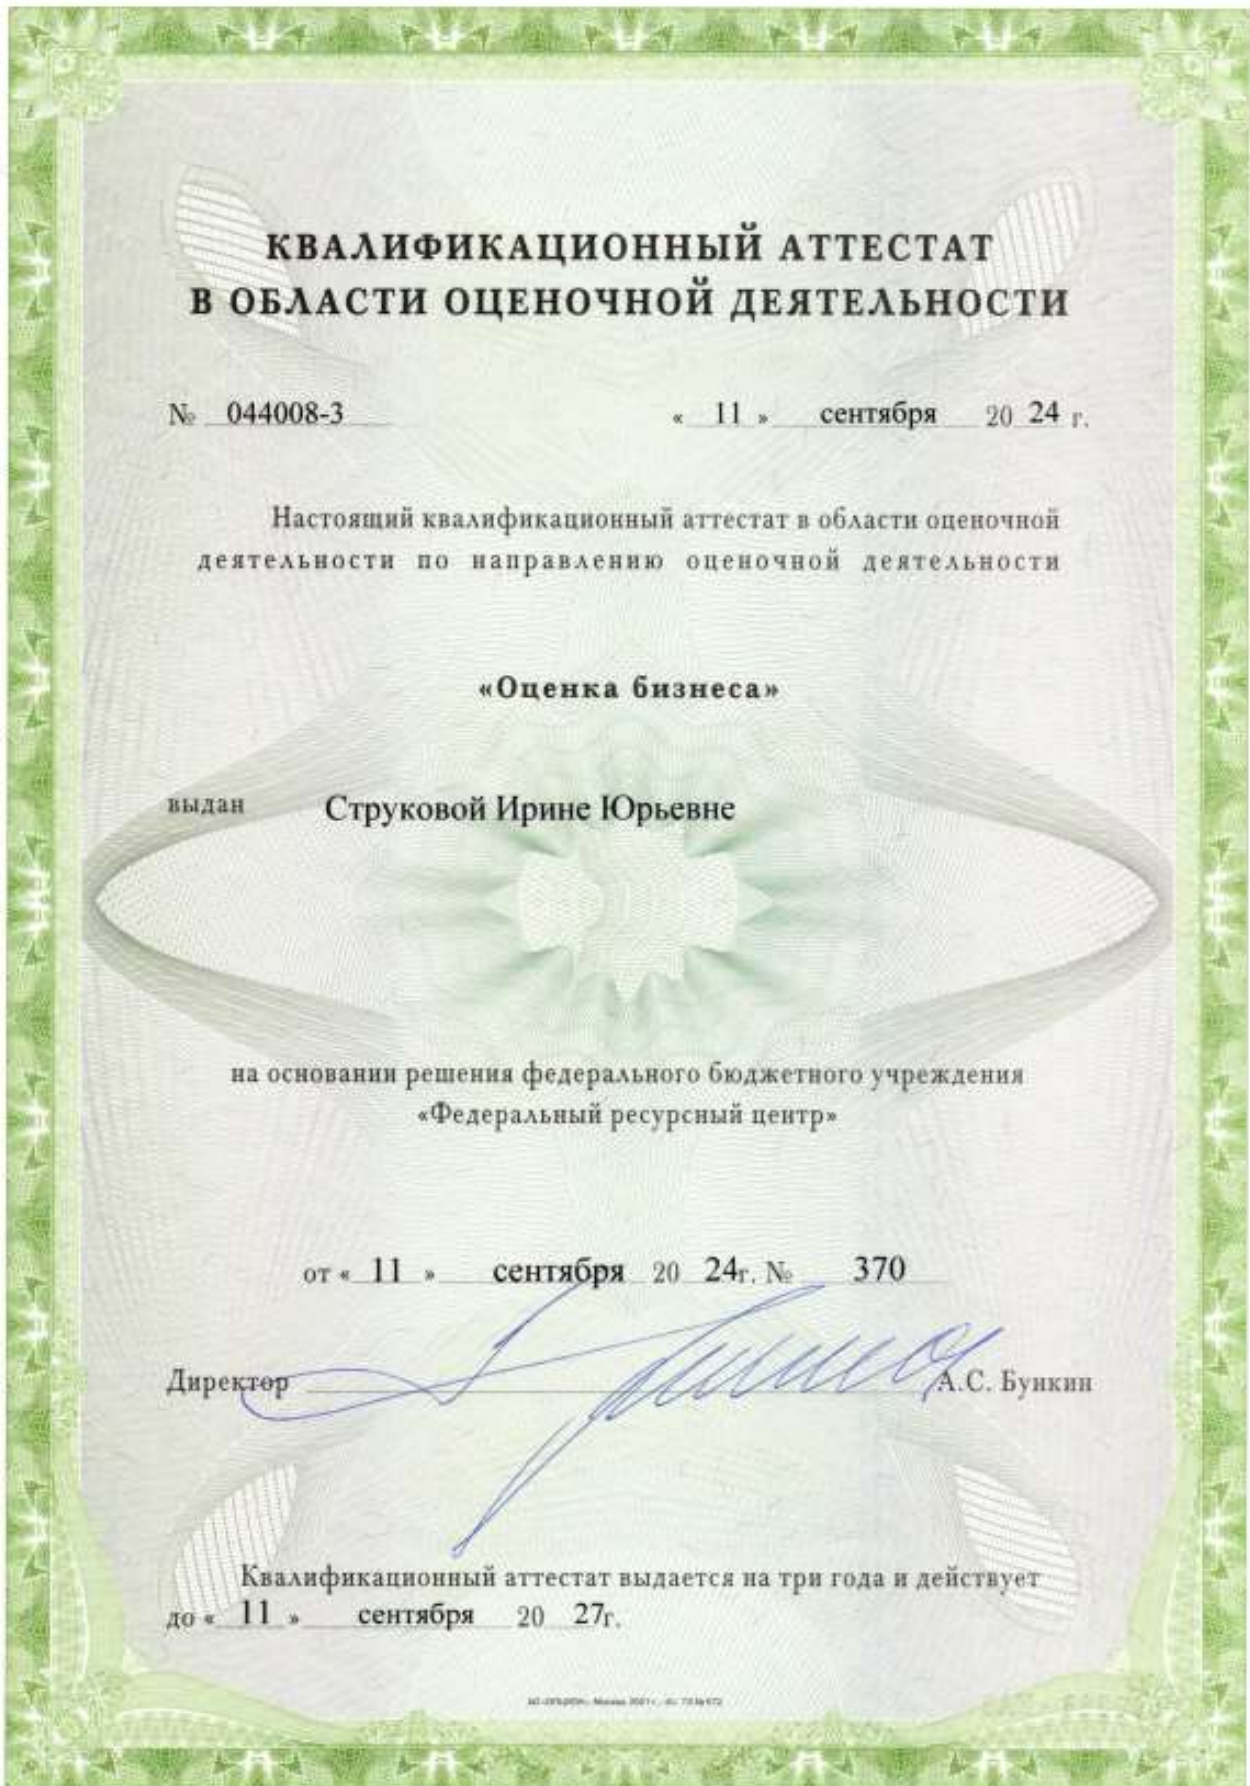 КВАЛИФИКАЦИОННЫЙ АТТЕСТАТ
В ОБЛАСТИ ОЦЕНОЧНОЙ ДЕЯТЕЛЬНОСТИ
№ 044008-3 « 11 » сентября 20 24 г.
Настоящий квалификационный аттестат в области оценочной
деятельности по направлению оценочной деятельности
«Оценка бизнеса»
выдан Струковой Ирине Юрьевне
на основании решения федерального бюджетного учреждения
«Федеральный ресурсный центр»
от « 11 » сентября 20 24г. № 370
Директор А.С. Бункин
Квалификационный аттестат выдается на три года и действует
до « 11 » сентября 20 27г.